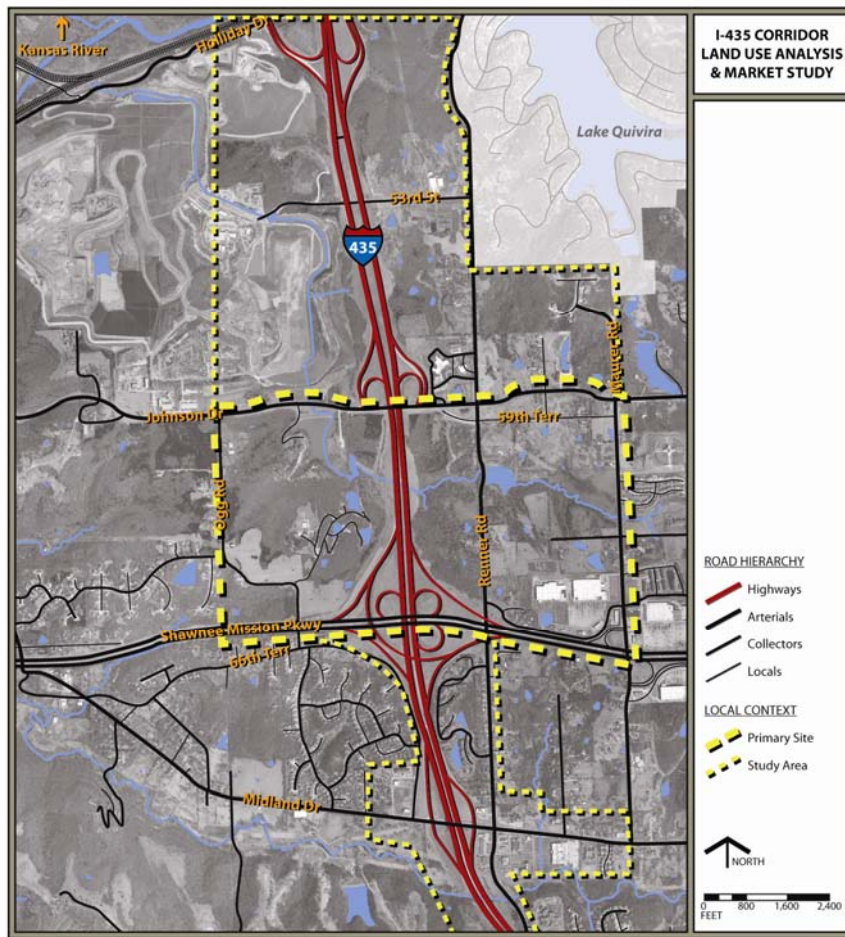 I-435 CORRIDOR
LAND USE ANALYSIS
& MARKET STUDY
Kansas River
Holliday Dr
Lake Quivira
53rd St
435
Maurer Rd
Johnson Dr
59th Terr
Ogg Rd
Renner Rd
Shawnee Mission Pkwy
66th Terr
Midland Dr
ROAD HIERARCHY
Highways
Arterials
Collectors
Locals
LOCAL CONTEXT
Primary Site
Study Area
NORTH
0 800 1,600 2,400
FEET